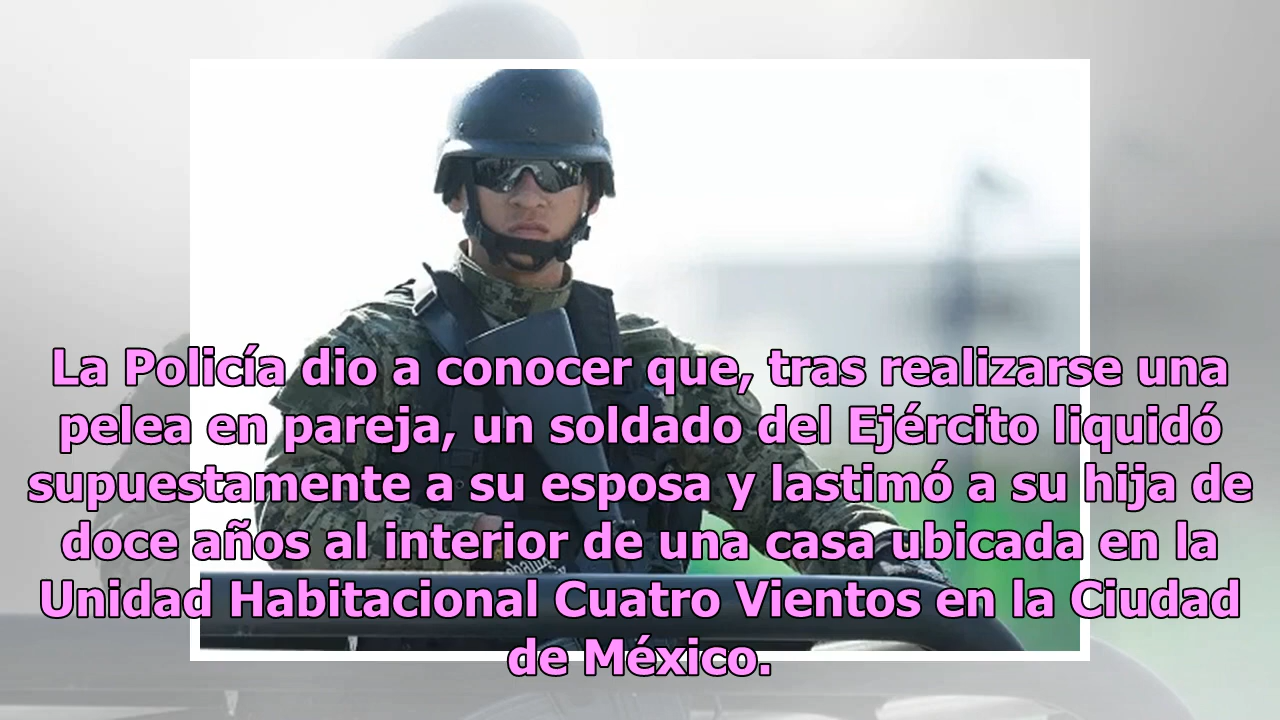 La Policía dio a conocer que, tras realizarse una
pelea en pareja, un soldado del Ejército liquidó
supuestamente a su esposa y lastimó a su hija de
doce años al interior de una casa ubicada en la
Unidad Habitacional Cuatro Vientos en la Ciudad
de México.